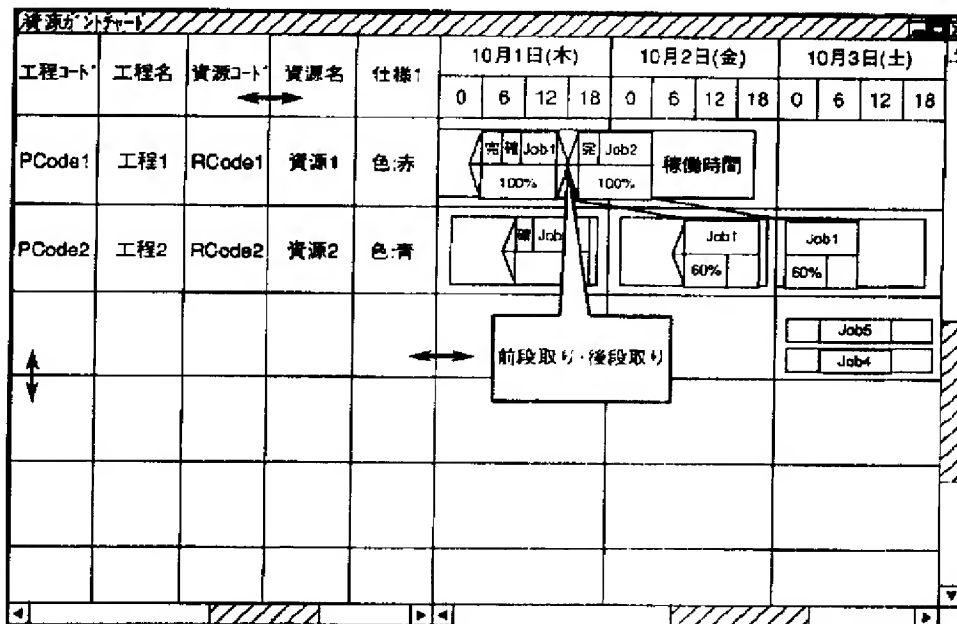 資源ガントチャート
工程コード 工程名 資源コード 資源名 仕様1 10月1日(木) 10月2日(金) 10月3日(土)
0 6 12 18 0 6 12 18 0 6 12 18
PCode1 工程1 RCode1 資源1 色:赤 完 確 Job1 完 Job2 稼働時間
100% 100%
PCode2 工程2 RCode2 資源2 色:青 確 Job Job1 Job1
60% 60%
前段取り・後段取り
Job5
Job4